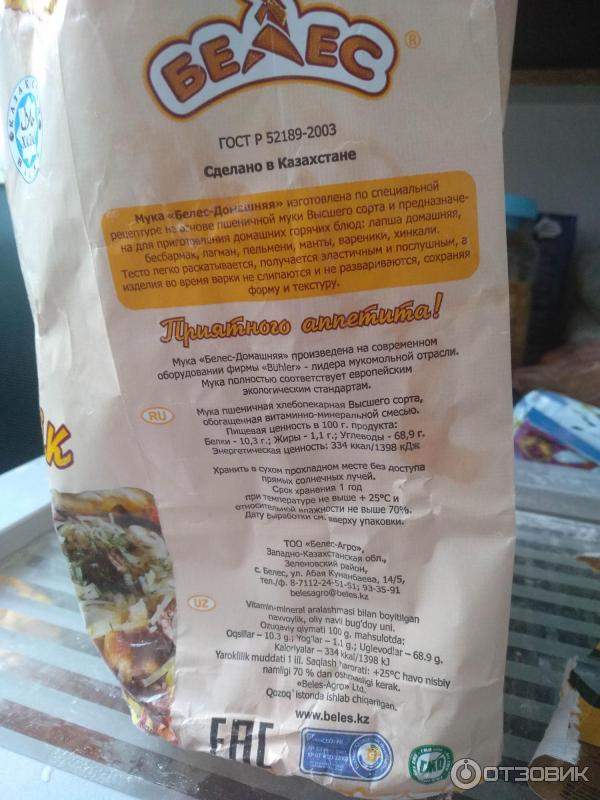 БЕЛЕС ®
ГОСТ Р 52189-2003
Сделано в Казахстане
Мука «Белес-Домашняя» изготовлена по специальной
рецептуре на основе пшеничной муки Высшего сорта и предназначе-
на для приготовления домашних горячих блюд: лапша домашняя,
бесбармак, лагман, пельмени, манты, вареники, хинкали.
Тесто легко раскатывается, получается эластичным и послушным, а
изделия во время варки не слипаются и не развариваются, сохраняя
форму и текстуру.
Приятного аппетита!
Мука «Белес-Домашняя» произведена на современном
оборудовании фирмы «Buhler» - лидера мукомольной отрасли.
Мука полностью соответствует европейским
экологическим стандартам.
RU
Мука пшеничная хлебопекарная Высшего сорта,
обогащенная витаминно-минеральной смесью.
Пищевая ценность в 100 г. продукта:
Белки - 10,3 г.; Жиры - 1,1 г.; Углеводы - 68,9 г.
Энергетическая ценность: 334 ккал/1398 кДж
Хранить в сухом прохладном месте без доступа
прямых солнечных лучей.
Срок хранения 1 год
при температуре не выше + 25°С и
относительной влажности не выше 70%.
Дату выработки см. вверху упаковки.
ТОО «Белес-Агро»,
Западно-Казахстанская обл.,
Зеленовский район,
с. Белес, ул. Абая Кунанбаева, 14/5,
тел./ф. 8-7112-24-51-51; 93-35-91
belesagro@beles.kz
UZ
Vitamin-mineral aralashmasi bilan boyitilgan
navvoylik, oliy navli bug'doy uni.
Ozuqaviy qivmati 100 g. mahsulotda:
Oqsillar – 10.3 g.; Yog'lar – 1,1 g.; Uglevodlar – 68.9 g.
Kaloriyalar – 334 kkal/1398 kJ
Yaroklilik muddati 1 iil. Saqlash harorati: +25°C havo nisbiy
namligi 70 % dan oshmasligi kerak.
«Beles-Agro» Ltd.
Qozoq`istonda ishlab chiqarilgan.
www.beles.kz
EAC
ОТЗОВИК